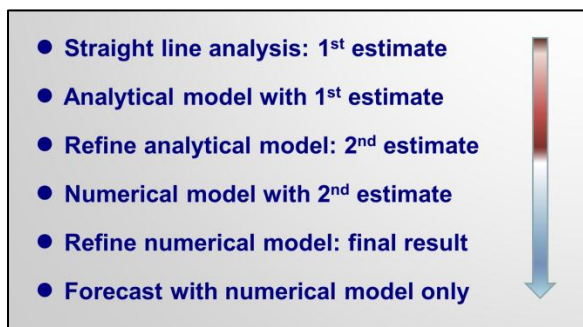 ● Straight line analysis: 1st estimate
● Analytical model with 1st estimate
● Refine analytical model: 2nd estimate
● Numerical model with 2nd estimate
● Refine numerical model: final result
● Forecast with numerical model only